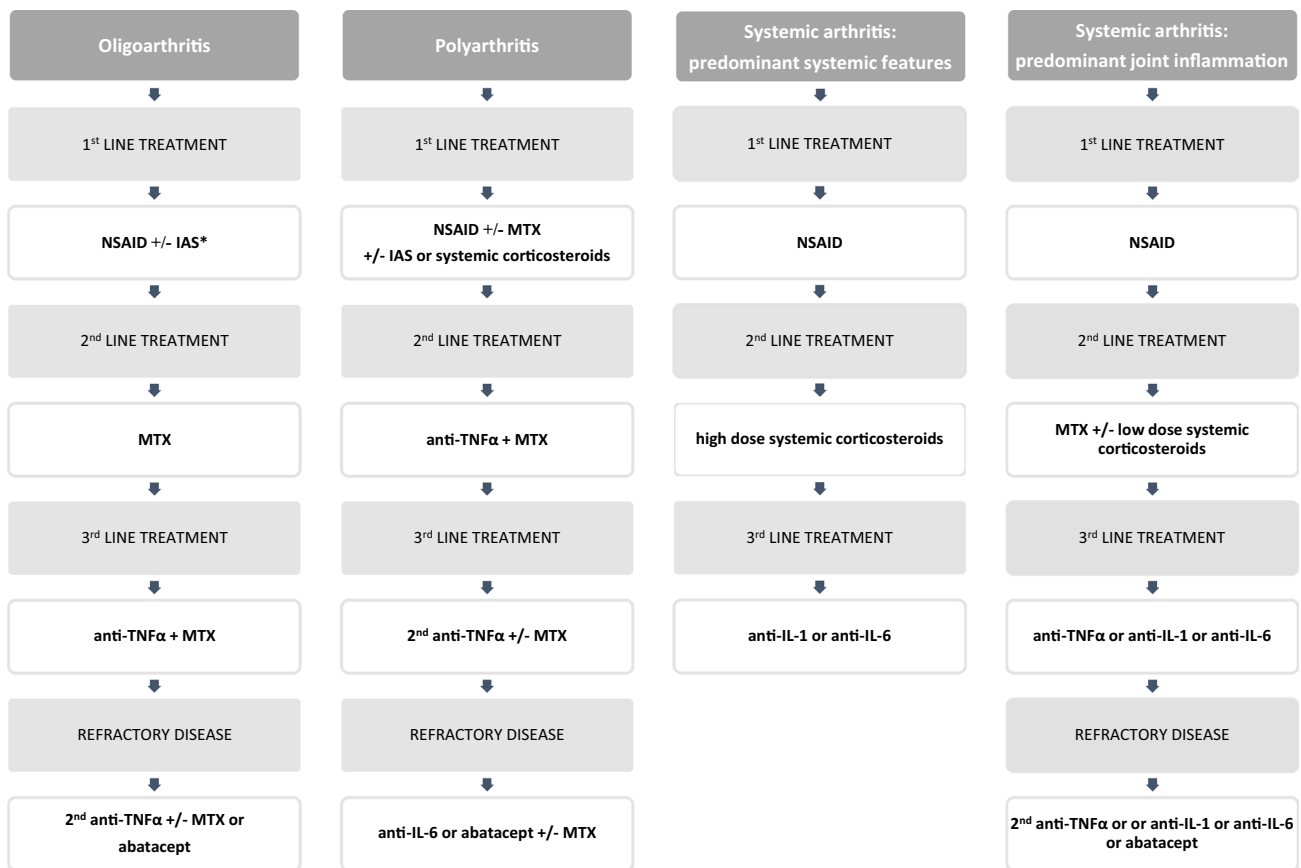 Oligoarthritis
1st LINE TREATMENT
NSAID +/- IAS*
2nd LINE TREATMENT
MTX
3rd LINE TREATMENT
anti-TNFα + MTX
REFRACTORY DISEASE
2nd anti-TNFα +/- MTX or
abatacept
Polyarthritis
1st LINE TREATMENT
NSAID +/- MTX
+/- IAS or systemic corticosteroids
2nd LINE TREATMENT
anti-TNFα + MTX
3rd LINE TREATMENT
2nd anti-TNFα +/- MTX
REFRACTORY DISEASE
anti-IL-6 or abatacept +/- MTX
Systemic arthritis:
predominant systemic features
1st LINE TREATMENT
NSAID
2nd LINE TREATMENT
high dose systemic corticosteroids
3rd LINE TREATMENT
anti-IL-1 or anti-IL-6
Systemic arthritis:
predominant joint inflammation
1st LINE TREATMENT
NSAID
2nd LINE TREATMENT
MTX +/- low dose systemic
corticosteroids
3rd LINE TREATMENT
anti-TNFα or anti-IL-1 or anti-IL-6
REFRACTORY DISEASE
2nd anti-TNFα or or anti-IL-1 or anti-IL-6
or abatacept